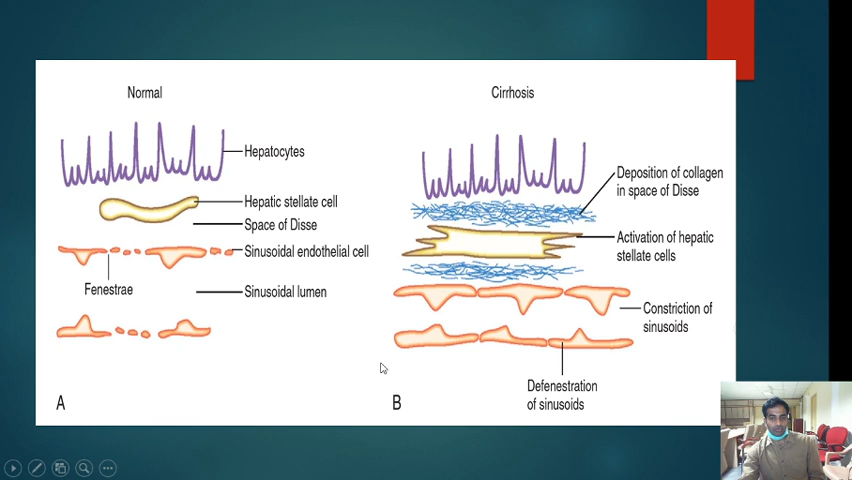 Normal
Hepatocytes
Hepatic stellate cell
Space of Disse
Sinusoidal endothelial cell
Fenestrae
Sinusoidal lumen
A
Cirrhosis
Deposition of collagen
in space of Disse
Activation of hepatic
stellate cells
Constriction of
sinusoids
Defenestration
of sinusoids
B